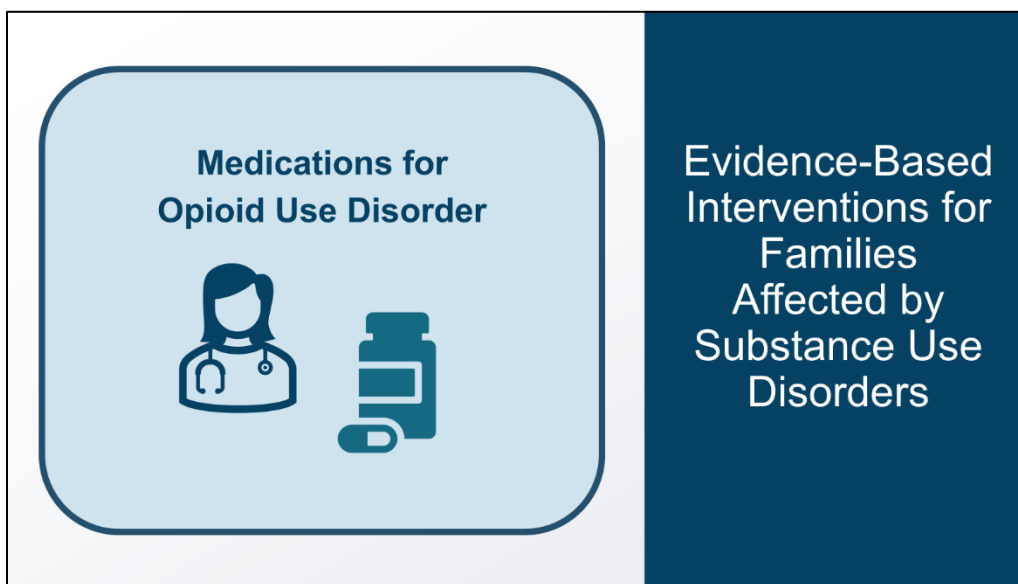 Medications for
Opioid Use Disorder
Evidence-Based
Interventions for
Families
Affected by
Substance Use
Disorders